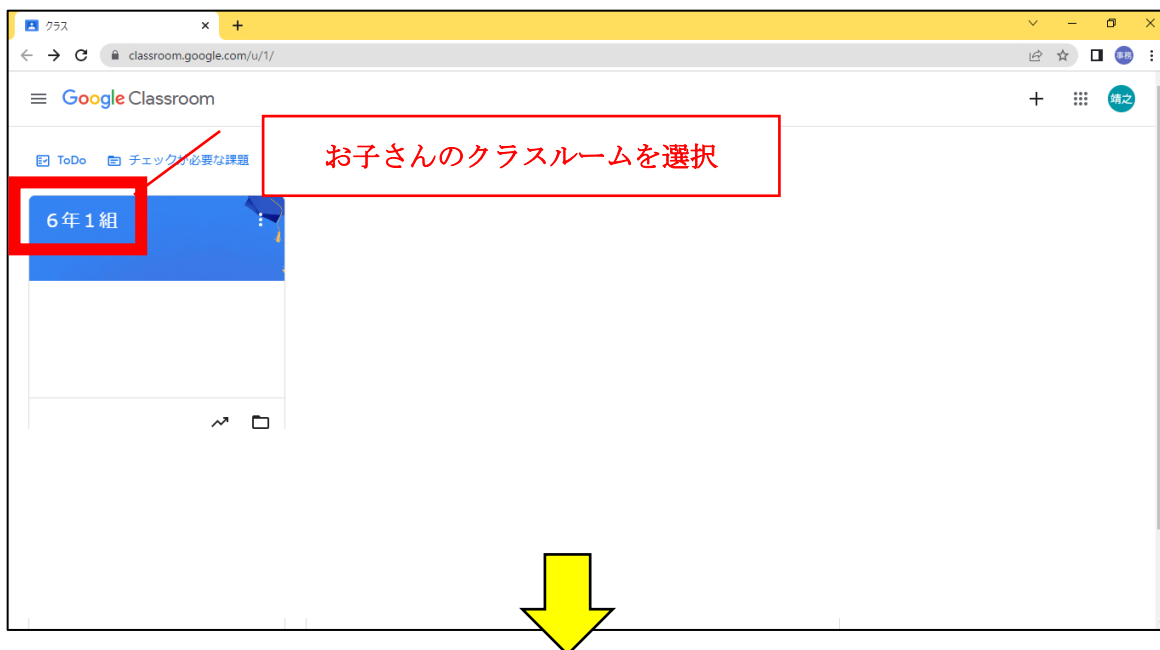 クラス
classroom.google.com/u/1/
事務
Google Classroom
靖之
ToDo チェックが必要な課題
お子さんのクラスルームを選択
6年1組